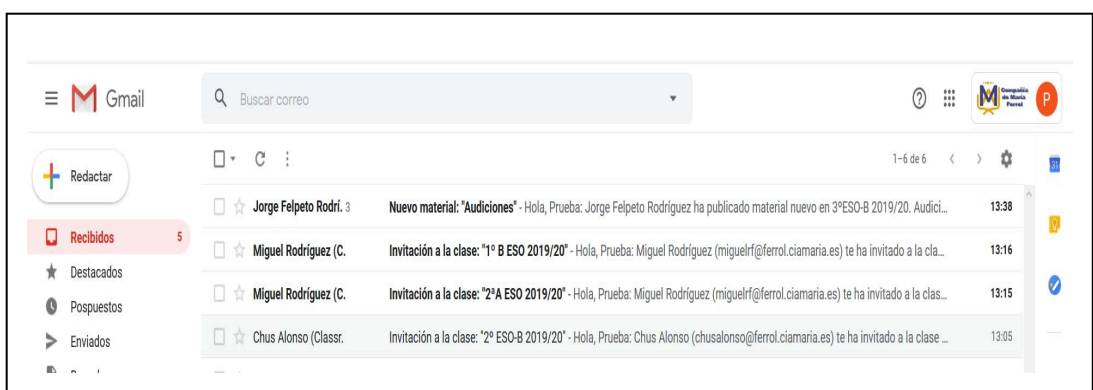 Gmail
Buscar correo
Compañía
de María
Ferrol
P
Redactar
1–6 de 6
31
Jorge Felpeto Rodrí. 3 Nuevo material: "Audiciones" - Hola, Prueba: Jorge Felpeto Rodríguez ha publicado material nuevo en 3ºESO-B 2019/20. Audici... 13:38
Recibidos 5
Miguel Rodríguez (C. Invitación a la clase: "1º B ESO 2019/20" - Hola, Prueba: Miguel Rodríguez (miguelrf@ferrol.ciamaria.es) te ha invitado a la cla... 13:16
Destacados
Miguel Rodríguez (C. Invitación a la clase: "2ºA ESO 2019/20" - Hola, Prueba: Miguel Rodríguez (miguelrf@ferrol.ciamaria.es) te ha invitado a la clas... 13:15
Pospuestos
Enviados
Chus Alonso (Classr. Invitación a la clase: "2º ESO-B 2019/20" - Hola, Prueba: Chus Alonso (chusalonso@ferrol.ciamaria.es) te ha invitado a la clase ... 13:05